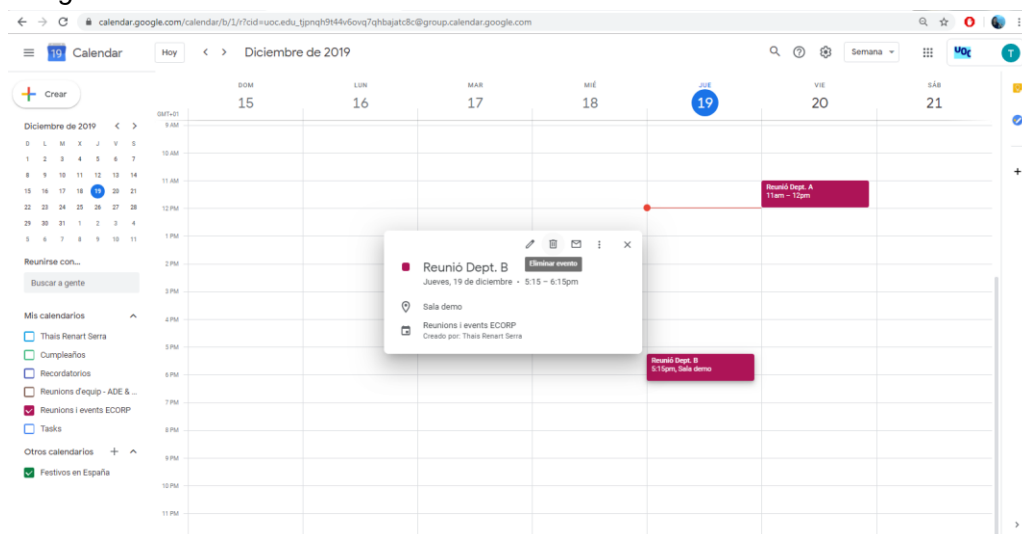 calendar.google.com/calendar/b/1/r?cid=uoc.edu_tjpnqh9t44v6ovq7qhbajatc8c@group.calendar.google.com
19 Calendar Hoy < > Diciembre de 2019 Semana UOC T
Crear
Diciembre de 2019 < >
D L M X J V S
1 2 3 4 5 6 7
8 9 10 11 12 13 14
15 16 17 18 19 20 21
22 23 24 25 26 27 28
29 30 31 1 2 3 4
5 6 7 8 9 10 11
Reunirse con...
Buscar a gente
Mis calendarios
Thais Renart Serra
Cumpleaños
Recordatorios
Reunions d'equip - ADE & ...
Reunions i events ECORP
Tasks
Otros calendarios +
Festivos en España
DOM LUN MAR MIÉ JUE VIE SÁB
15 16 17 18 19 20 21
GMT+01
9 AM
10 AM
11 AM
12 PM
1 PM
2 PM
3 PM
4 PM
5 PM
6 PM
7 PM
8 PM
9 PM
10 PM
11 PM
Reunió Dept. A
11am – 12pm
Eliminar evento
Reunió Dept. B
Jueves, 19 de diciembre • 5:15 – 6:15pm
Sala demo
Reunions i events ECORP
Creado por: Thais Renart Serra
Reunió Dept. B
5:15pm, Sala demo